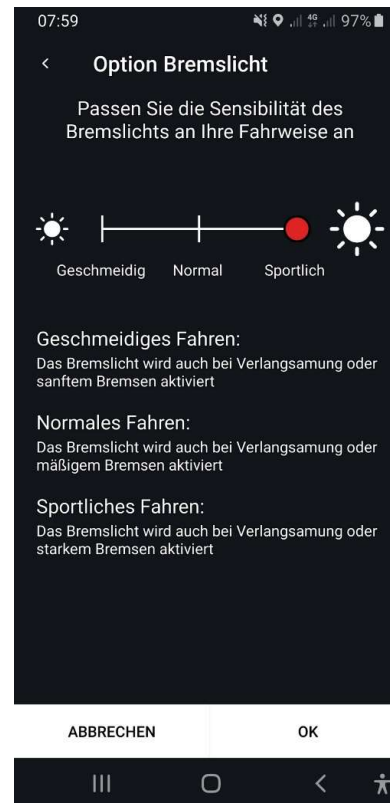 07:59 4G 97%
Option Bremslicht
Passen Sie die Sensibilität des
Bremslichts an Ihre Fahrweise an
Geschmeidig Normal Sportlich
Geschmeidiges Fahren:
Das Bremslicht wird auch bei Verlangsamung oder
sanftem Bremsen aktiviert
Normales Fahren:
Das Bremslicht wird auch bei Verlangsamung oder
mäßigem Bremsen aktiviert
Sportliches Fahren:
Das Bremslicht wird auch bei Verlangsamung oder
starkem Bremsen aktiviert
ABBRECHEN OK